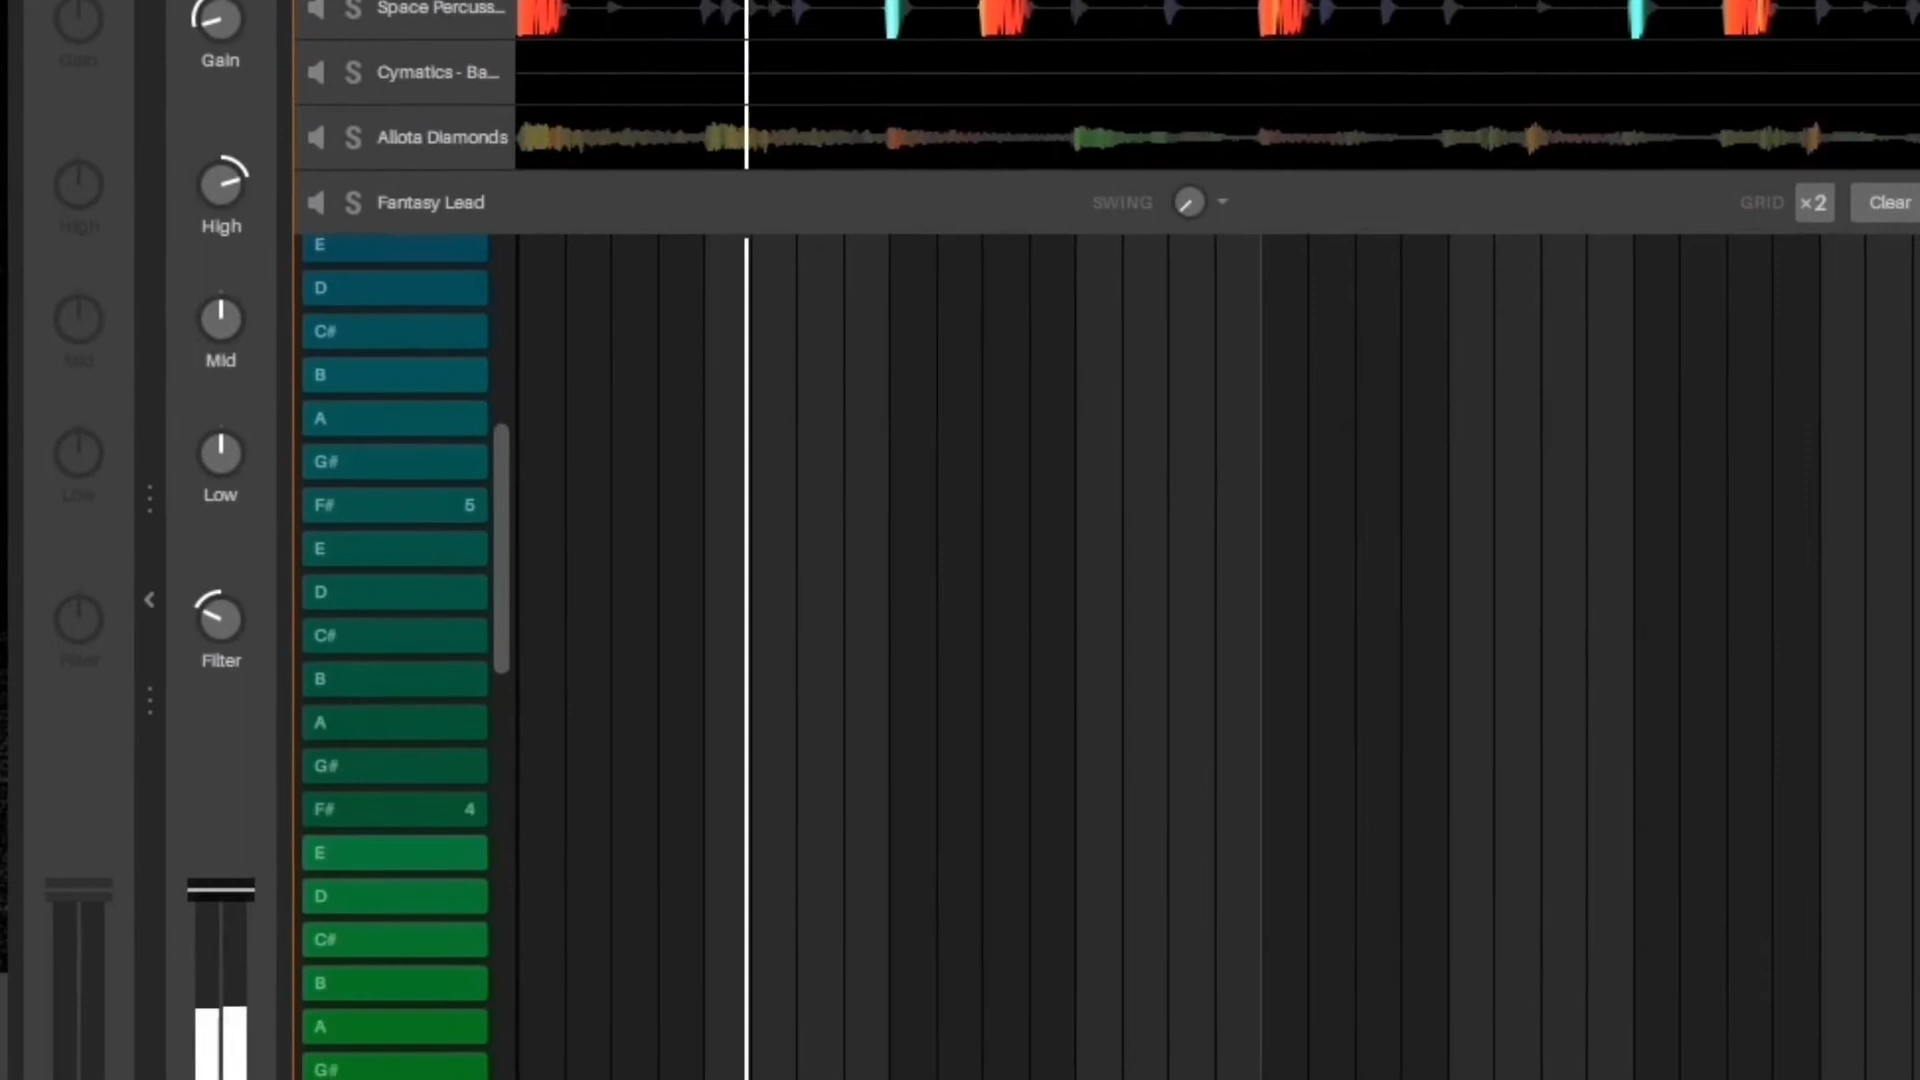 Space Percuss...
Gain
Gain
S
Cymatics - Ba...
S
Allota Diamonds
S
High
High
S
Fantasy Lead
SWING
GRID
×2
Clear
E
D
C#
Mid
Mid
B
A
G#
Low
Low
F# 5
E
D
C#
Filter
Filter
B
A
G#
F# 4
E
D
C#
B
A
G#